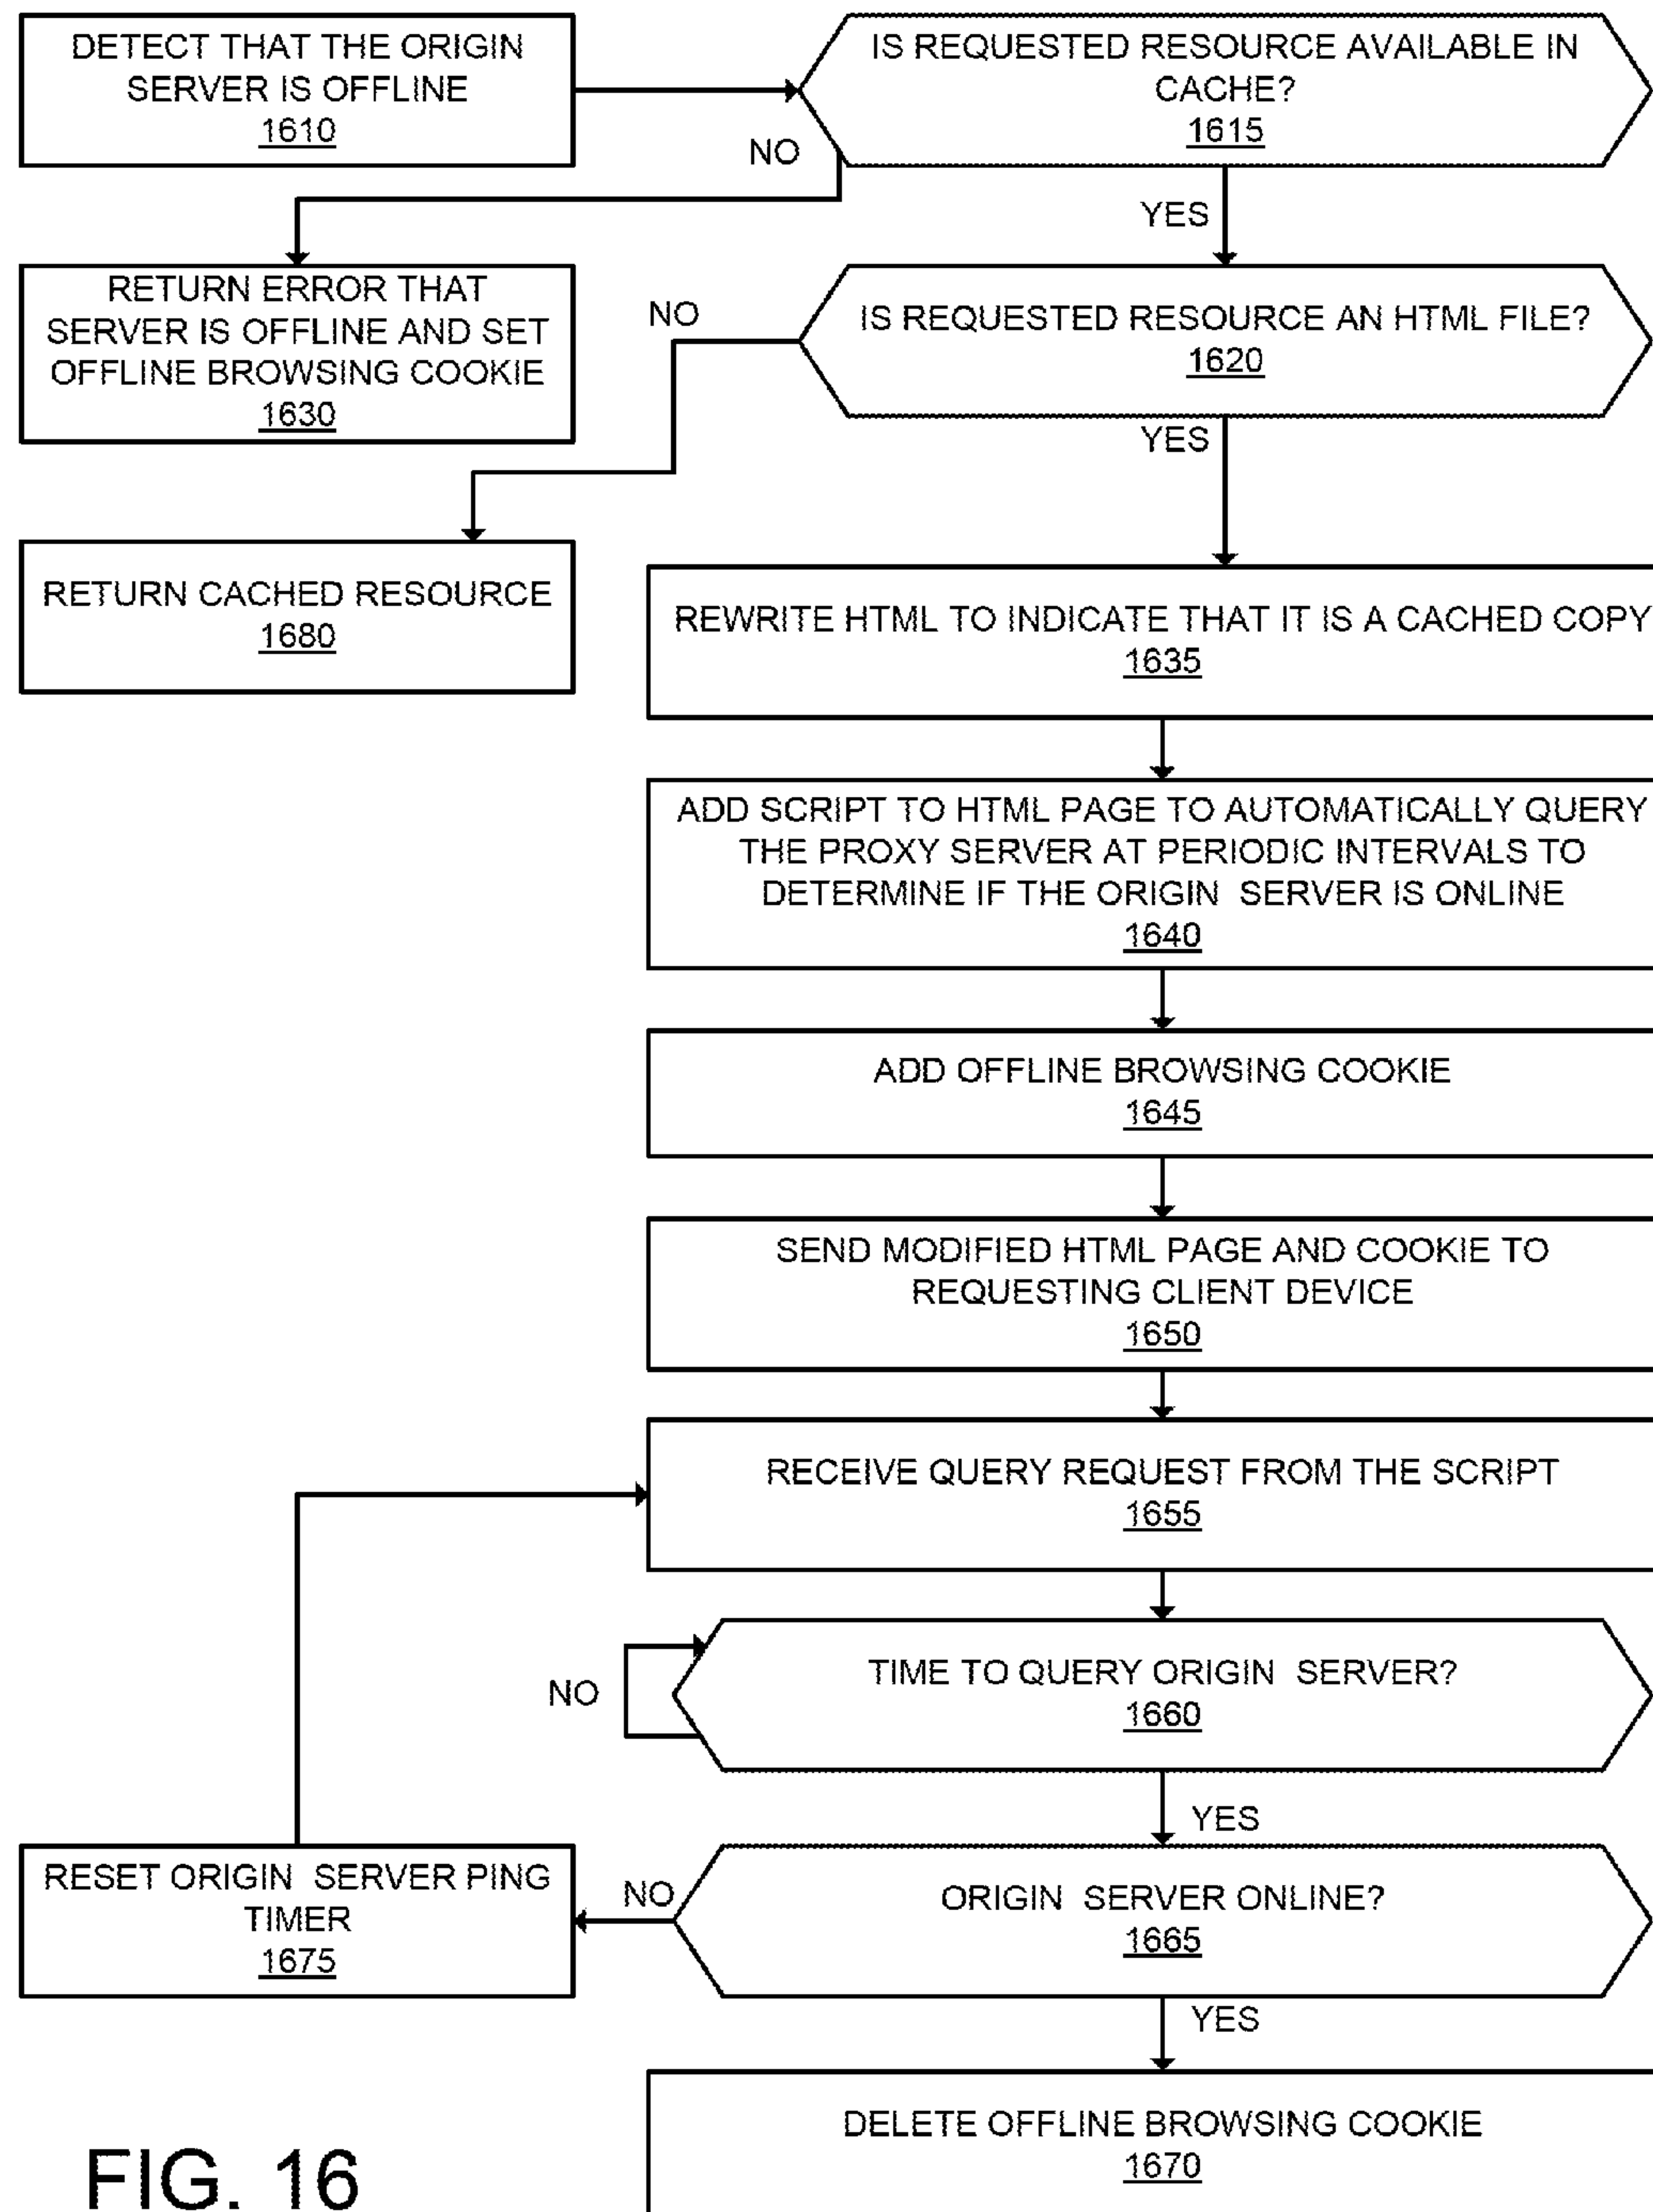 DETECT THAT THE ORIGIN
SERVER IS OFFLINE
1610
IS REQUESTED RESOURCE AVAILABLE IN
CACHE?
1615
NO
YES
RETURN ERROR THAT
SERVER IS OFFLINE AND SET
OFFLINE BROWSING COOKIE
1630
NO
IS REQUESTED RESOURCE AN HTML FILE?
1620
YES
RETURN CACHED RESOURCE
1680
REWRITE HTML TO INDICATE THAT IT IS A CACHED COPY
1635
ADD SCRIPT TO HTML PAGE TO AUTOMATICALLY QUERY
THE PROXY SERVER AT PERIODIC INTERVALS TO
DETERMINE IF THE ORIGIN SERVER IS ONLINE
1640
ADD OFFLINE BROWSING COOKIE
1645
SEND MODIFIED HTML PAGE AND COOKIE TO
REQUESTING CLIENT DEVICE
1650
RECEIVE QUERY REQUEST FROM THE SCRIPT
1655
TIME TO QUERY ORIGIN SERVER?
1660
NO
YES
RESET ORIGIN SERVER PING
TIMER
1675
NO
ORIGIN SERVER ONLINE?
1665
YES
DELETE OFFLINE BROWSING COOKIE
1670
FIG. 16